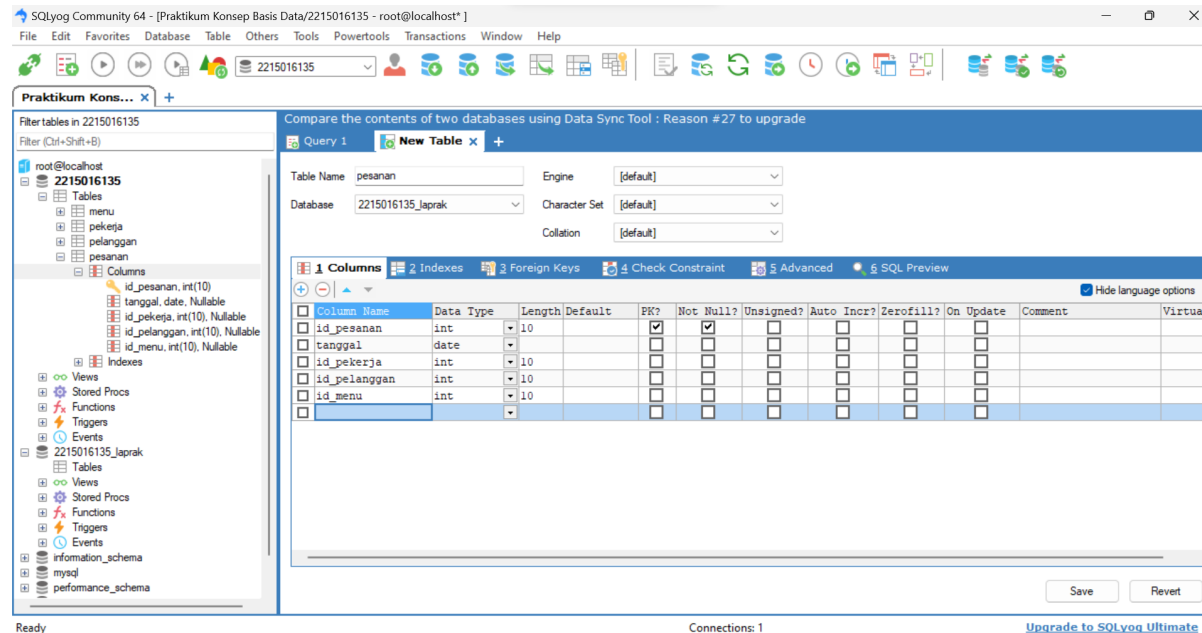 SQLyog Community 64 - [Praktikum Konsep Basis Data/2215016135 - root@localhost* ]
File Edit Favorites Database Table Others Tools Powertools Transactions Window Help
2215016135
Praktikum Kons... × +
Filter tables in 2215016135
Filter (Ctrl+Shift+B)
root@localhost
2215016135
Tables
menu
pekerja
pelanggan
pesanan
Columns
id_pesanan, int(10)
tanggal, date, Nullable
id_pekerja, int(10), Nullable
id_pelanggan, int(10), Nullable
id_menu, int(10), Nullable
Indexes
Views
Stored Procs
Functions
Triggers
Events
2215016135_laprak
Tables
Views
Stored Procs
Functions
Triggers
Events
information_schema
mysql
performance_schema
Compare the contents of two databases using Data Sync Tool : Reason #27 to upgrade
Query 1 New Table × +
Table Name pesanan Engine [default]
Database 2215016135_laprak Character Set [default]
Collation [default]
1 Columns 2 Indexes 3 Foreign Keys 4 Check Constraint 5 Advanced 6 SQL Preview
Hide language options
Column Name Data Type Length Default PK? Not Null? Unsigned? Auto Incr? Zerofill? On Update Comment Virtua
id_pesanan int 10
tanggal date
id_pekerja int 10
id_pelanggan int 10
id_menu int 10
Save Revert
Ready Connections: 1 Upgrade to SQLyog Ultimate